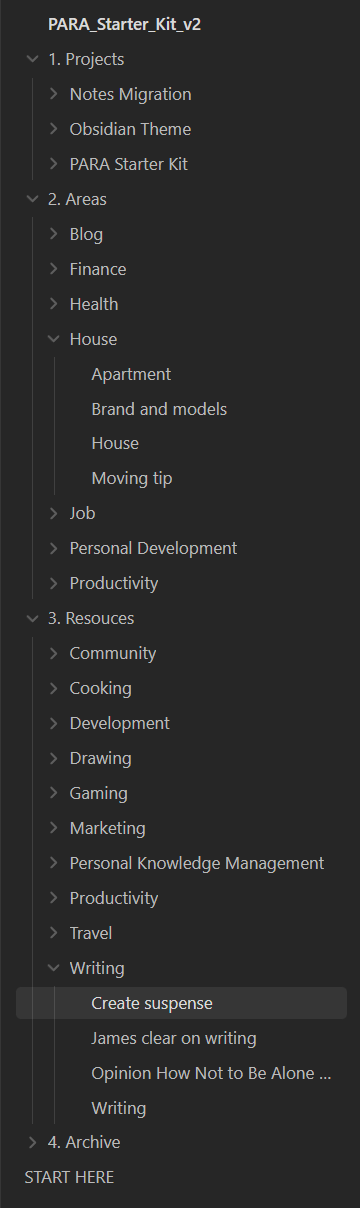 PARA_Starter_Kit_v2
1. Projects
Notes Migration
Obsidian Theme
PARA Starter Kit
2. Areas
Blog
Finance
Health
House
Apartment
Brand and models
House
Moving tip
Job
Personal Development
Productivity
3. Resouces
Community
Cooking
Development
Drawing
Gaming
Marketing
Personal Knowledge Management
Productivity
Travel
Writing
Create suspense
James clear on writing
Opinion How Not to Be Alone ...
Writing
4. Archive
START HERE